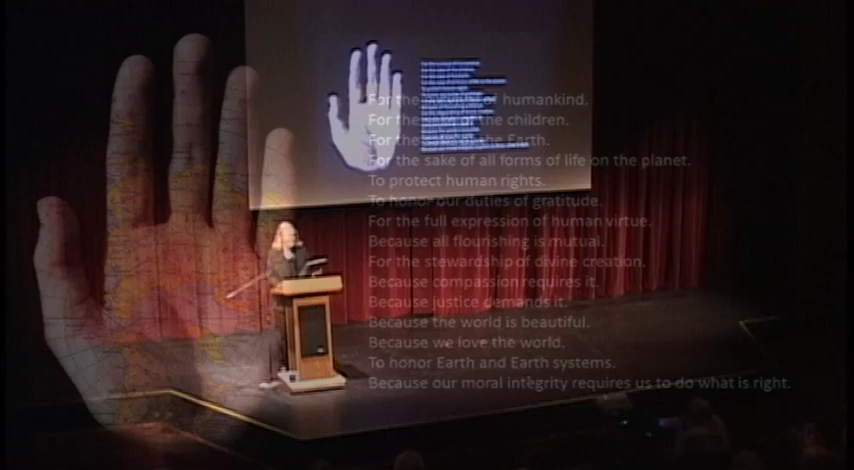 For the survival of humankind.
For the sake of the children.
For the sake of the Earth.
For the sake of all forms of life on the planet.
To protect human rights.
To honor our duties of gratitude.
For the full expression of human virtue.
Because all flourishing is mutual.
For the stewardship of divine creation.
Because compassion requires it.
Because justice demands it.
Because the world is beautiful.
Because we love the world.
To honor Earth and Earth systems.
Because our moral integrity requires us to do what is right.